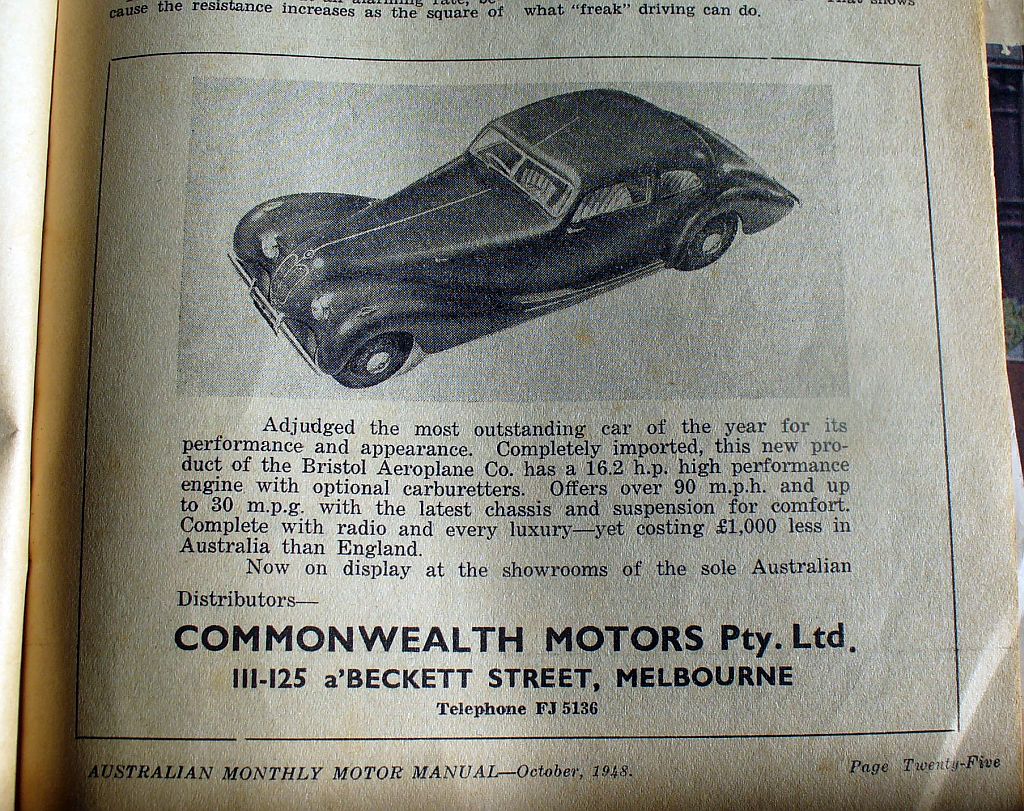 cause the resistance increases as the square of
what "freak" driving can do.
Adjudged the most outstanding car of the year for its
performance and appearance. Completely imported, this new pro-
duct of the Bristol Aeroplane Co. has a 16.2 h.p. high performance
engine with optional carburetters. Offers over 90 m.p.h. and up
to 30 m.p.g. with the latest chassis and suspension for comfort.
Complete with radio and every luxury—yet costing £1,000 less in
Australia than England.
Now on display at the showrooms of the sole Australian
Distributors—
COMMONWEALTH MOTORS Pty. Ltd.
111-125 a'BECKETT STREET, MELBOURNE
Telephone FJ 5136
AUSTRALIAN MONTHLY MOTOR MANUAL—October, 1948.
Page Twenty-Five